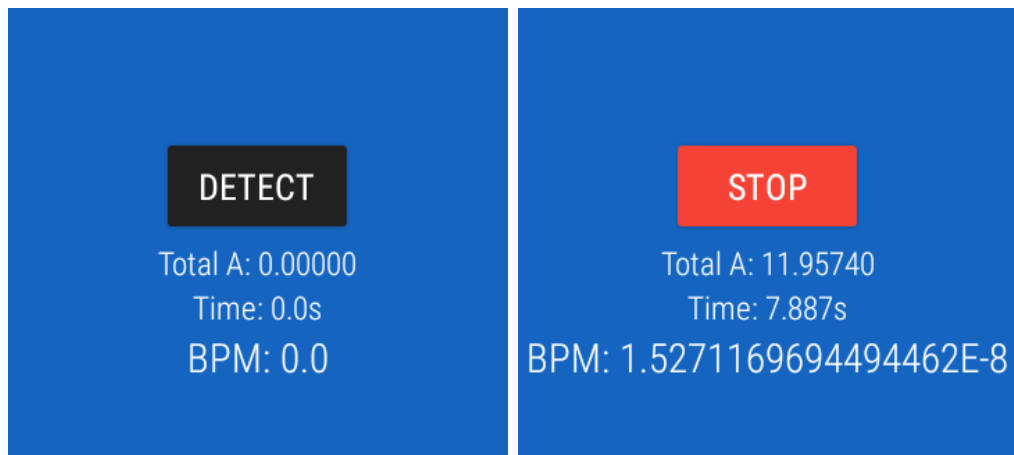 DETECT
Total A: 0.00000
Time: 0.0s
BPM: 0.0
STOP
Total A: 11.95740
Time: 7.887s
BPM: 1.5271169694494462E-8